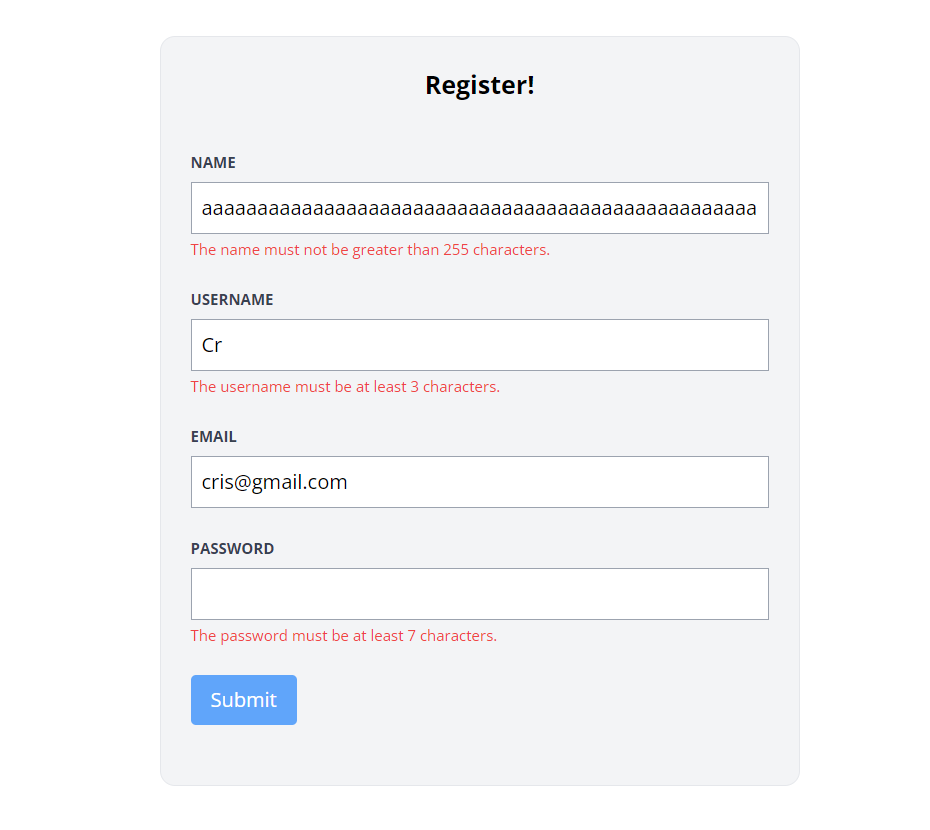 Register!
NAME
aaaaaaaaaaaaaaaaaaaaaaaaaaaaaaaaaaaaaaaaaaaaaaaaaa
The name must not be greater than 255 characters.
USERNAME
Cr
The username must be at least 3 characters.
EMAIL
cris@gmail.com
PASSWORD
The password must be at least 7 characters.
Submit